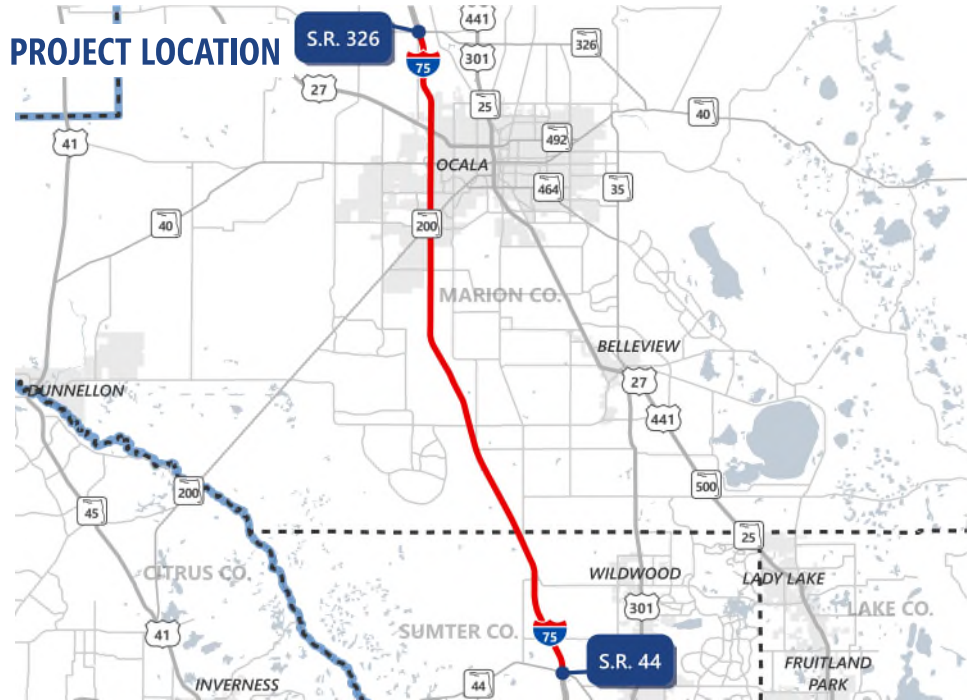 PROJECT LOCATION
S.R. 326
441
326
301
75
27
25
40
41
492
OCALA
464
35
40
200
MARION CO.
BELLEVIEW
27
DUNNELLON
441
200
500
45
25
CITRUS CO.
WILDWOOD
LADY LAKE
301
LAKE CO.
41
SUMTER CO.
75
S.R. 44
FRUITLAND
PARK
INVERNESS
44